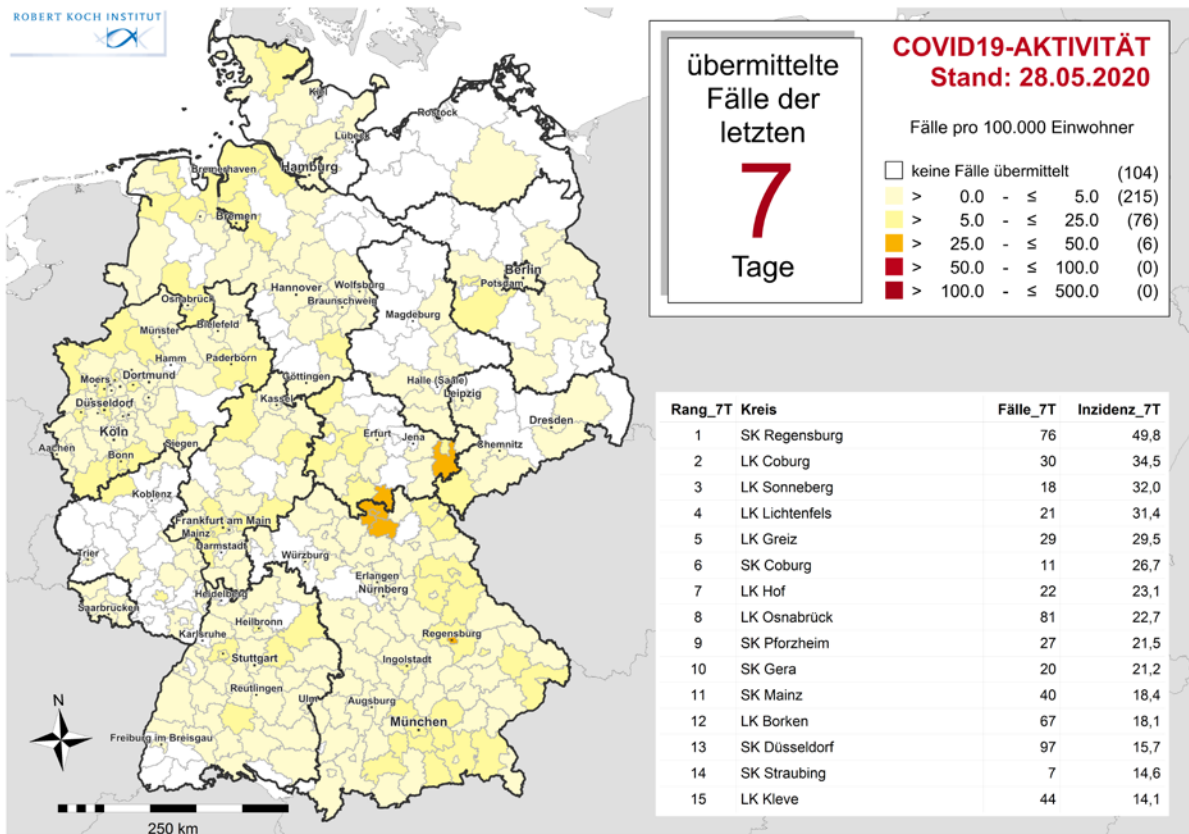 ROBERT KOCH INSTITUT
übermittelte
Fälle der
letzten
7
Tage
COVID19-AKTIVITÄT
Stand: 28.05.2020
Fälle pro 100.000 Einwohner
keine Fälle übermittelt (104)
> 0.0 - ≤ 5.0 (215)
> 5.0 - ≤ 25.0 (76)
> 25.0 - ≤ 50.0 (6)
> 50.0 - ≤ 100.0 (0)
> 100.0 - ≤ 500.0 (0)
Kiel
Rostock
Lübeck
Hamburg
Bremerhaven
Bremen
Berlin
Potsdam
Hannover
Wolfsburg
Braunschweig
Osnabrück
Magdeburg
Bielefeld
Münster
Hamm
Paderborn
Moers
Dortmund
Göttingen
Halle (Saale)
Kassel
Leipzig
Düsseldorf
Dresden
Köln
Erfurt
Jena
Chemnitz
Siegen
Aachen
Bonn
Koblenz
Frankfurt am Main
Mainz
Darmstadt
Trier
Würzburg
Erlangen
Nürnberg
Heidelberg
Saarbrücken
Heilbronn
Karlsruhe
Regensburg
Stuttgart
Ingolstadt
Reutlingen
Ulm
Augsburg
München
Freiburg im Breisgau
N
250 km
Rang_7T Kreis Fälle_7T Inzidenz_7T
1 SK Regensburg 76 49,8
2 LK Coburg 30 34,5
3 LK Sonneberg 18 32,0
4 LK Lichtenfels 21 31,4
5 LK Greiz 29 29,5
6 SK Coburg 11 26,7
7 LK Hof 22 23,1
8 LK Osnabrück 81 22,7
9 SK Pforzheim 27 21,5
10 SK Gera 20 21,2
11 SK Mainz 40 18,4
12 LK Borken 67 18,1
13 SK Düsseldorf 97 15,7
14 SK Straubing 7 14,6
15 LK Kleve 44 14,1